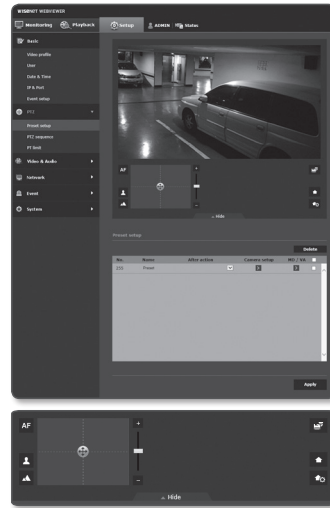 WISENET WEBVIEWER
Monitoring Playback Setup ADMIN Status
Basic
Video profile
User
Date & Time
IP & Port
Event setup
PTZ
Preset setup
PTZ sequence
PT limit
Video & Audio
Network
Event
System
AF
+
-
Hide
Preset setup
Delete
No. Name After action Camera setup MD / VA
255 Preset
Apply
AF
+
-
Hide